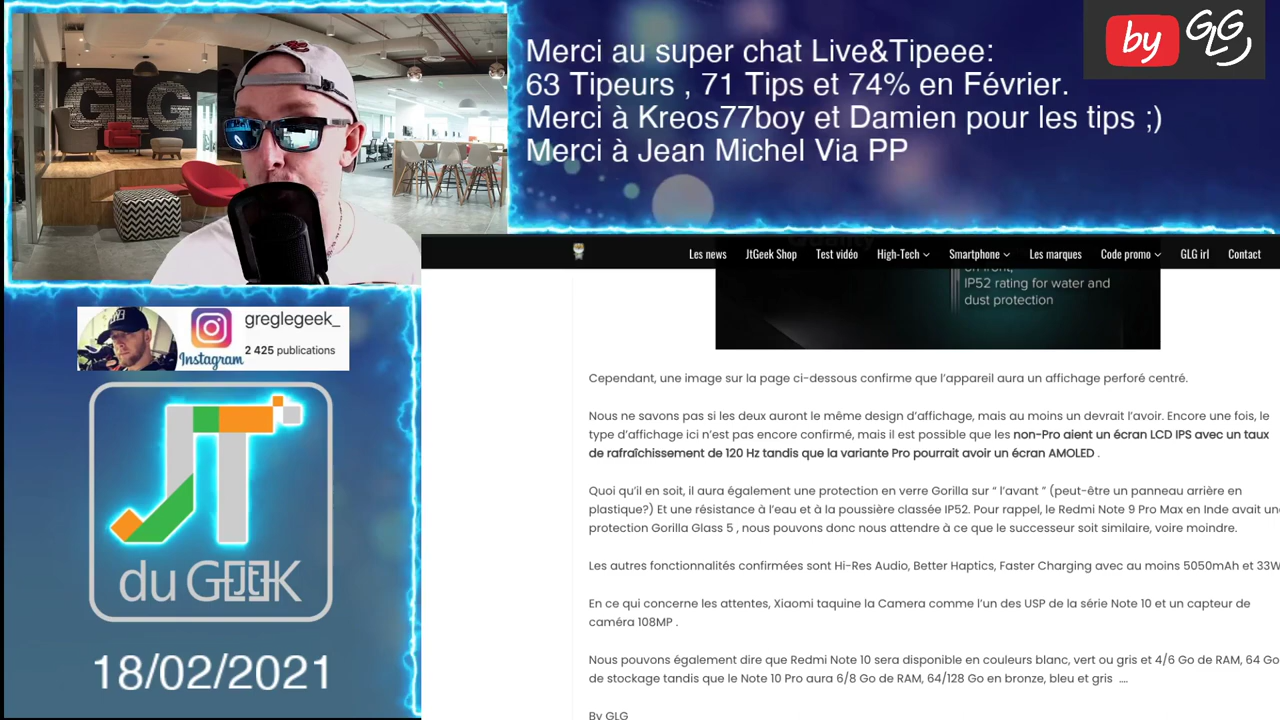 GLG
Merci au super chat Live&Tipeee:
63 Tipeurs , 71 Tips et 74% en Février.
Merci à Kreos77boy et Damien pour les tips ;)
Merci à Jean Michel Via PP
by GLG
Les news JtGeek Shop Test vidéo High-Tech Smartphone Les marques Code promo GLG irl Contact
on front,
IP52 rating for water and
dust protection
greglegeek_
2 425 publications
Instagram
JT
du GEEK
18/02/2021
Cependant, une image sur la page ci-dessous confirme que l'appareil aura un affichage perforé centré.
Nous ne savons pas si les deux auront le même design d'affichage, mais au moins un devrait l'avoir. Encore une fois, le
type d'affichage ici n'est pas encore confirmé, mais il est possible que les non-Pro aient un écran LCD IPS avec un taux
de rafraîchissement de 120 Hz tandis que la variante Pro pourrait avoir un écran AMOLED .
Quoi qu'il en soit, il aura également une protection en verre Gorilla sur " l'avant " (peut-être un panneau arrière en
plastique?) Et une résistance à l'eau et à la poussière classée IP52. Pour rappel, le Redmi Note 9 Pro Max en Inde avait un
protection Gorilla Glass 5 , nous pouvons donc nous attendre à ce que le successeur soit similaire, voire moindre.
Les autres fonctionnalités confirmées sont Hi-Res Audio, Better Haptics, Faster Charging avec au moins 5050mAh et 33W
En ce qui concerne les attentes, Xiaomi taquine la Camera comme l'un des USP de la série Note 10 et un capteur de
caméra 108MP .
Nous pouvons également dire que Redmi Note 10 sera disponible en couleurs blanc, vert ou gris et 4/6 Go de RAM, 64 Go
de stockage tandis que le Note 10 Pro aura 6/8 Go de RAM, 64/128 Go en bronze, bleu et gris ....
By GLG